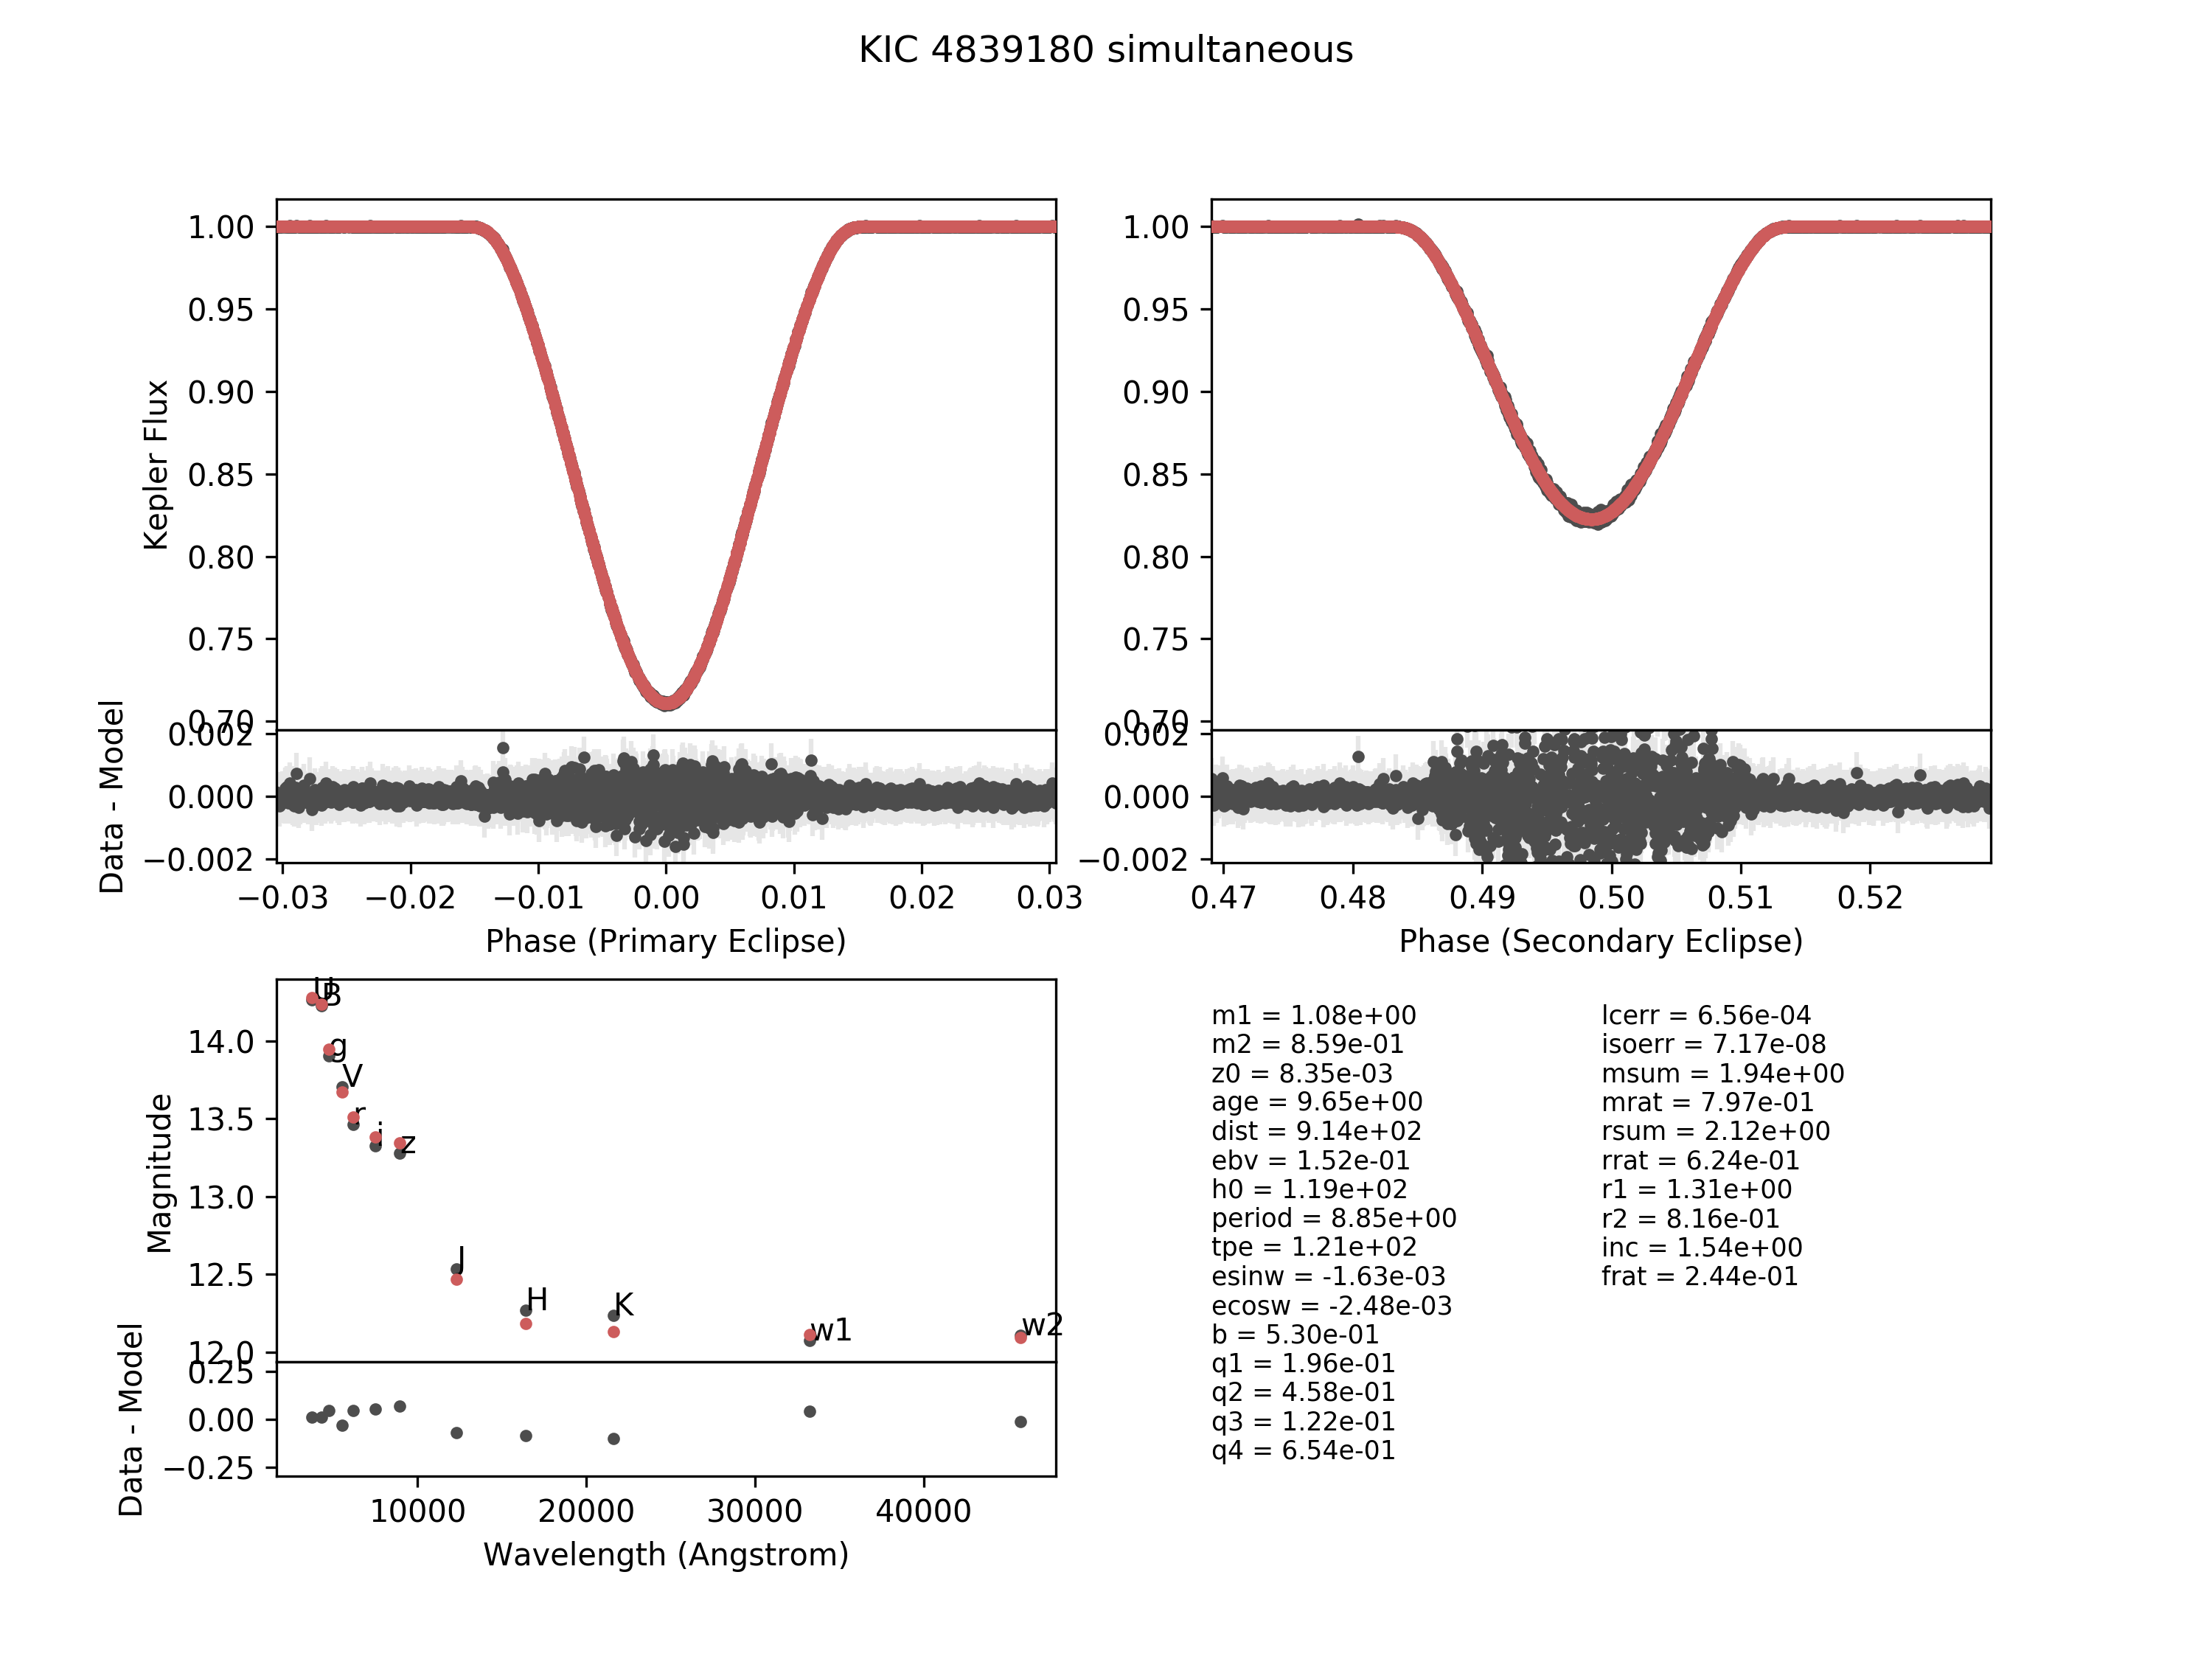 KIC 4839180 simultaneous
Kepler Flux
1.00
0.95
0.90
0.85
0.80
0.75
0.70
Data - Model
0.002
0.000
−0.002
−0.03 −0.02 −0.01 0.00 0.01 0.02 0.03
Phase (Primary Eclipse)
1.00
0.95
0.90
0.85
0.80
0.75
0.70
0.002
0.000
−0.002
0.47 0.48 0.49 0.50 0.51 0.52
Phase (Secondary Eclipse)
Magnitude
14.0
13.5
13.0
12.5
12.0
U
B
g
V
r
i
z
J
H
K
w1
w2
Data - Model
0.25
0.00
−0.25
10000 20000 30000 40000
Wavelength (Angstrom)
m1 = 1.08e+00
m2 = 8.59e-01
z0 = 8.35e-03
age = 9.65e+00
dist = 9.14e+02
ebv = 1.52e-01
h0 = 1.19e+02
period = 8.85e+00
tpe = 1.21e+02
esinw = -1.63e-03
ecosw = -2.48e-03
b = 5.30e-01
q1 = 1.96e-01
q2 = 4.58e-01
q3 = 1.22e-01
q4 = 6.54e-01
lcerr = 6.56e-04
isoerr = 7.17e-08
msum = 1.94e+00
mrat = 7.97e-01
rsum = 2.12e+00
rrat = 6.24e-01
r1 = 1.31e+00
r2 = 8.16e-01
inc = 1.54e+00
frat = 2.44e-01